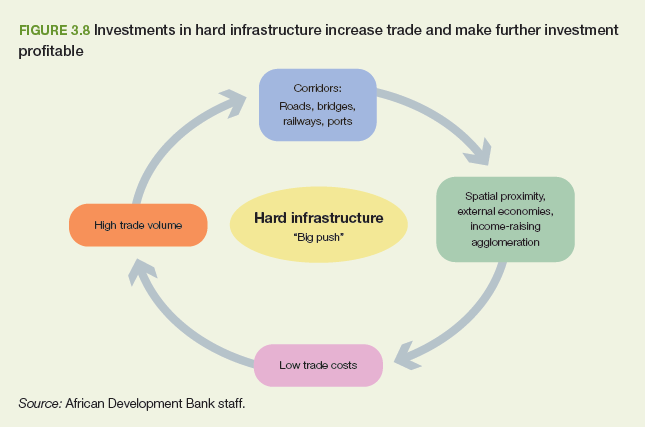 FIGURE 3.8 Investments in hard infrastructure increase trade and make further investment
profitable
Corridors:
Roads, bridges,
railways, ports
Spatial proximity,
external economies,
income-raising
agglomeration
High trade volume
Hard infrastructure
“Big push”
Low trade costs
Source: African Development Bank staff.